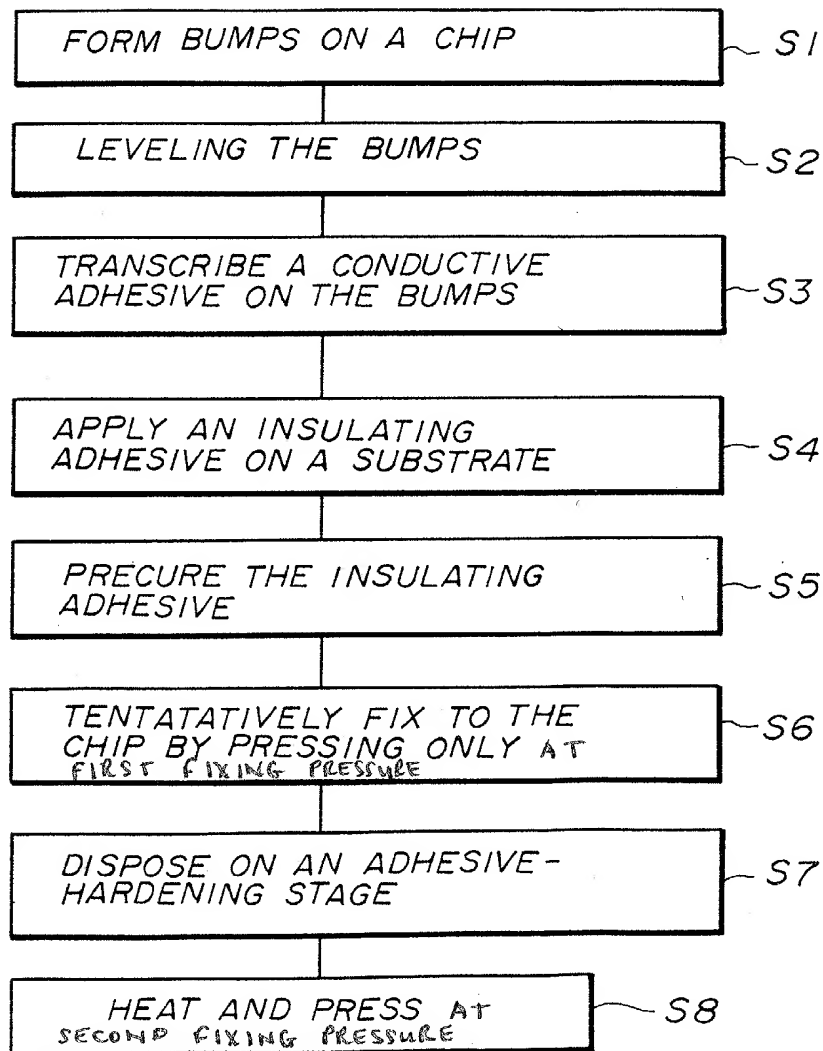 FORM BUMPS ON A CHIP
S1
LEVELING THE BUMPS
S2
TRANSCRIBE A CONDUCTIVE
ADHESIVE ON THE BUMPS
S3
APPLY AN INSULATING
ADHESIVE ON A SUBSTRATE
S4
PRECURE THE INSULATING
ADHESIVE
S5
TENTATATIVELY FIX TO THE
CHIP BY PRESSING ONLY AT
FIRST FIXING PRESSURE
S6
DISPOSE ON AN ADHESIVE-
HARDENING STAGE
S7
HEAT AND PRESS AT
SECOND FIXING PRESSURE
S8